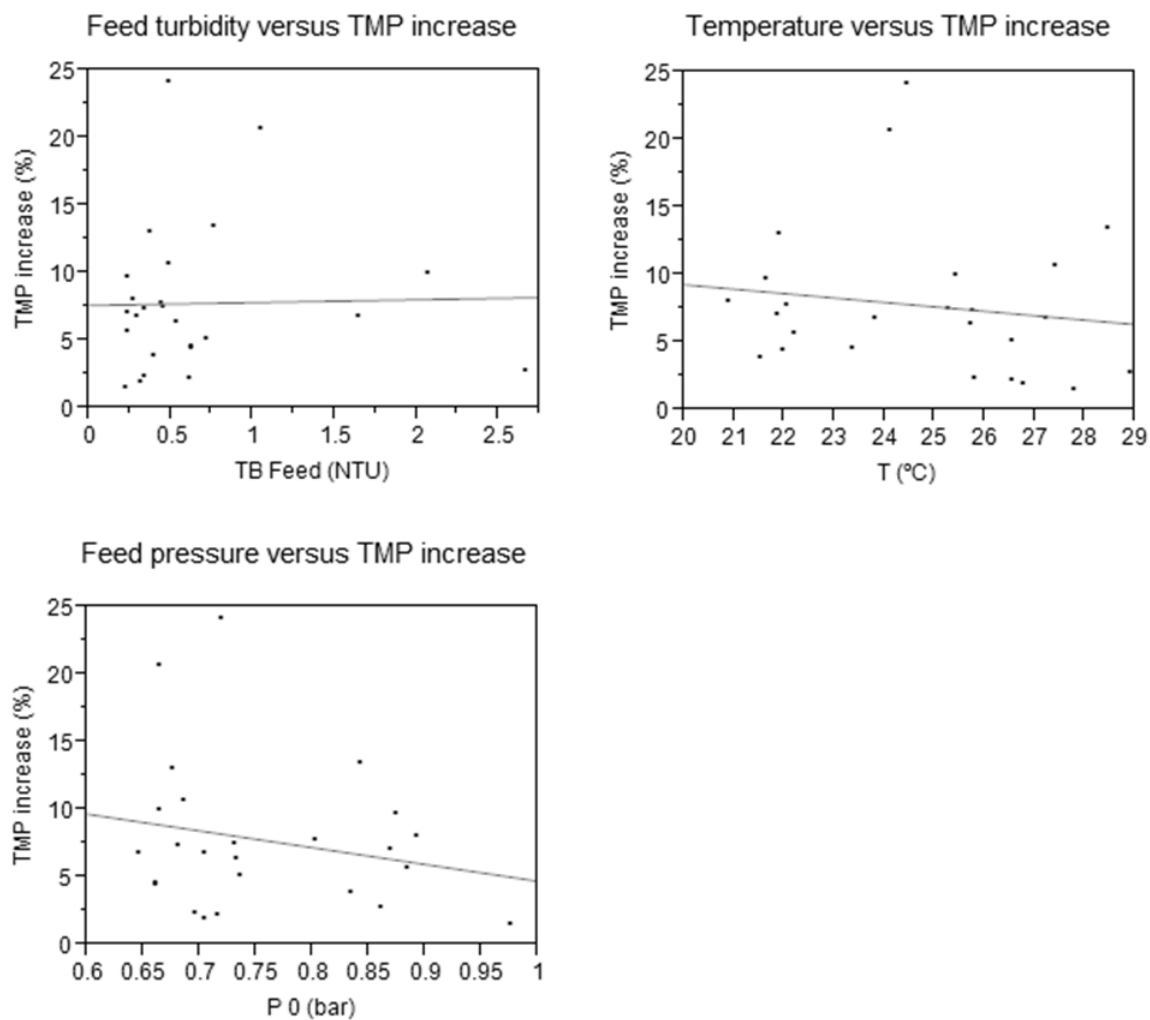 Feed turbidity versus TMP increase
25
20
15
10
5
0
TMP increase (%)
0 0.5 1 1.5 2 2.5
TB Feed (NTU)
Temperature versus TMP increase
25
20
15
10
5
0
TMP increase (%)
20 21 22 23 24 25 26 27 28 29
T (ºC)
Feed pressure versus TMP increase
25
20
15
10
5
0
TMP increase (%)
0.6 0.65 0.7 0.75 0.8 0.85 0.9 0.95 1
P 0 (bar)